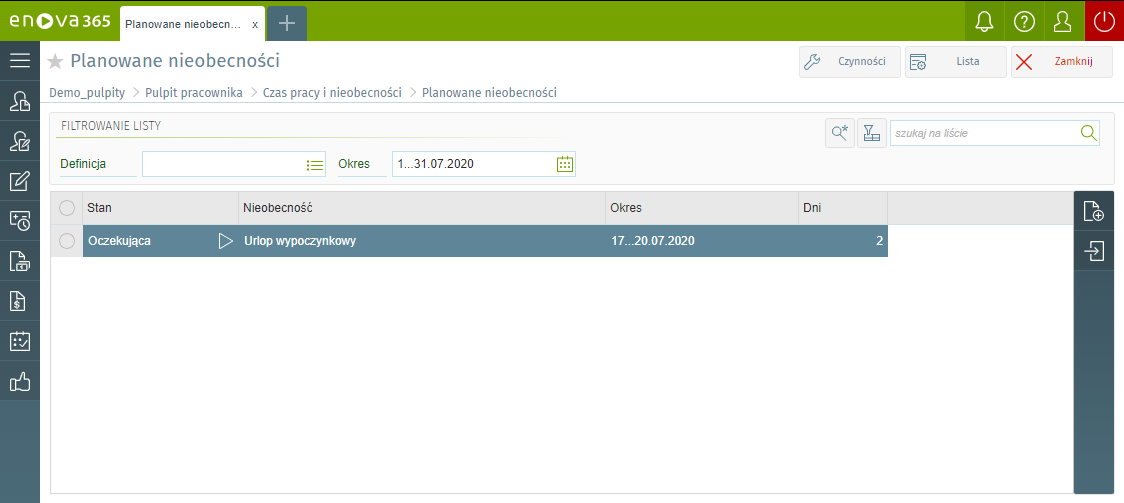 enova365
Planowane nieobecn... x
Planowane nieobecności
Czynności
Lista
Zamknij
Demo_pulpity > Pulpit pracownika > Czas pracy i nieobecności > Planowane nieobecności
FILTROWANIE LISTY
szukaj na liście
Definicja
Okres 1...31.07.2020
Stan Nieobecność Okres Dni
Oczekująca Urlop wypoczynkowy 17...20.07.2020 2